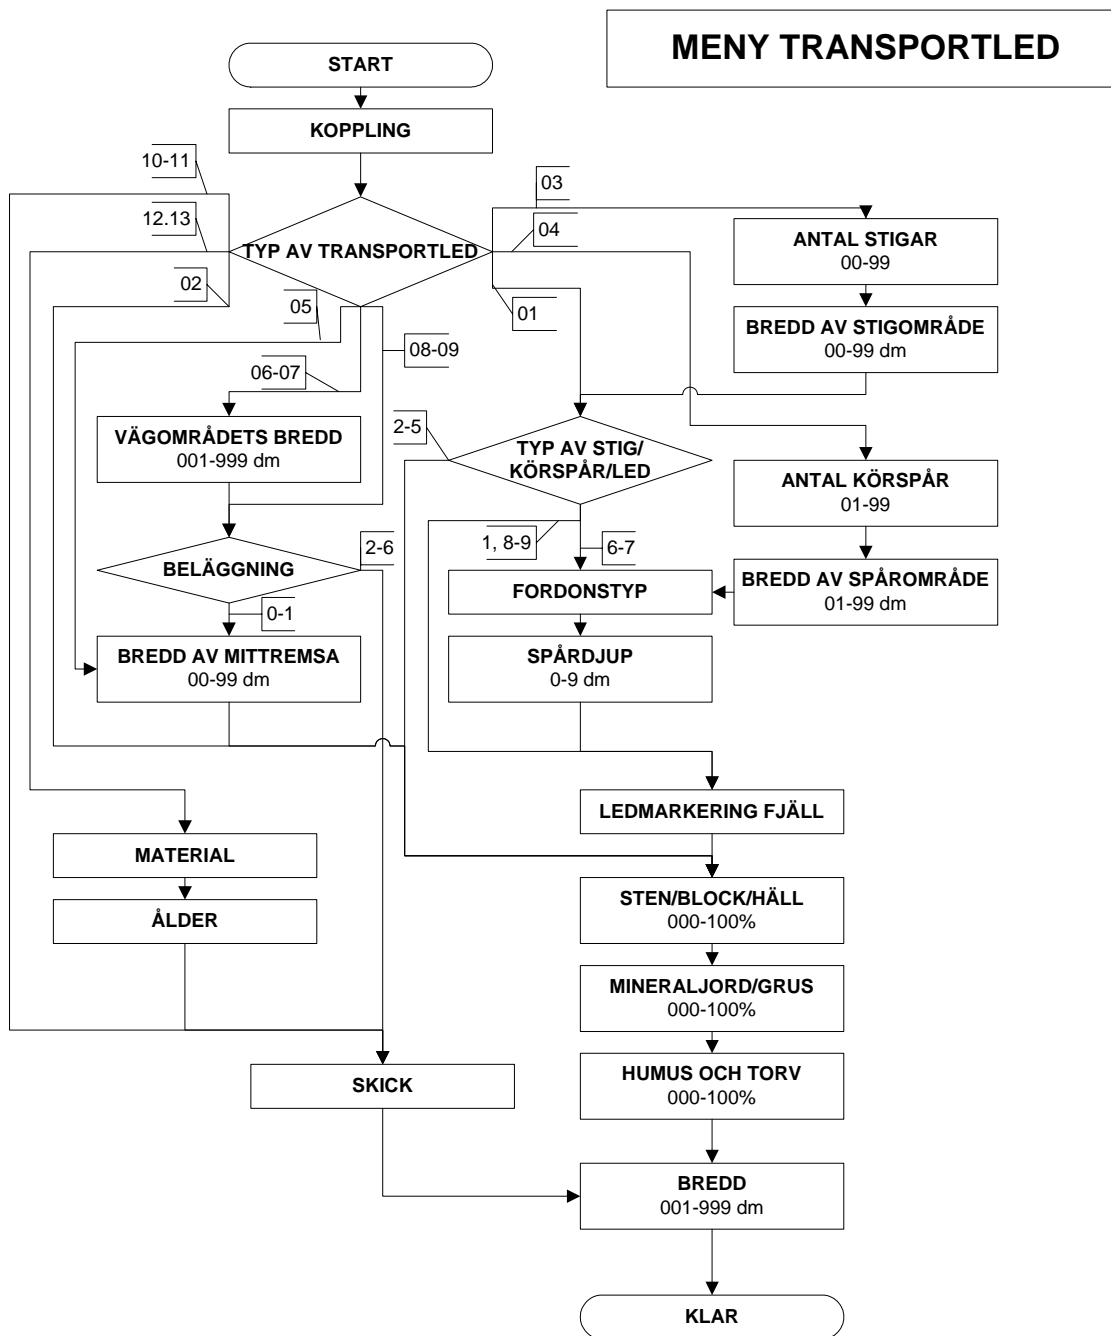 MENY TRANSPORTLED
START
KOPPLING
10-11
03
12.13
TYP AV TRANSPORTLED
04
ANTAL STIGAR
00-99
02
05
01
BREDD AV STIGOMRÅDE
00-99 dm
08-09
06-07
VÄGOMRÅDETS BREDD
001-999 dm
2-5
TYP AV STIG/
KÖRSPÅR/LED
ANTAL KÖRSPÅR
01-99
BELÄGGNING
2-6
1, 8-9
6-7
FORDONSTYP
BREDD AV SPÅROMRÅDE
01-99 dm
0-1
BREDD AV MITTREMSA
00-99 dm
SPÅRDJUP
0-9 dm
LEDMARKERING FJÄLL
MATERIAL
STEN/BLOCK/HÄLL
000-100%
ÅLDER
MINERALJORD/GRUS
000-100%
SKICK
HUMUS OCH TORV
000-100%
BREDD
001-999 dm
KLAR